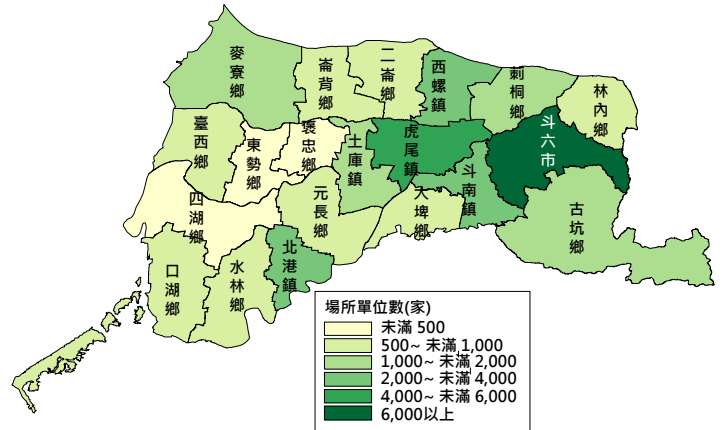 麥寮鄉
崙背鄉
二崙鄉
西螺鎮
莿桐鄉
林內鄉
臺西鄉
東勢鄉
褒忠鄉
土庫鎮
虎尾鎮
斗南鎮
斗六市
四湖鄉
元長鄉
大埤鄉
古坑鄉
口湖鄉
水林鄉
北港鎮
場所單位數(家)
未滿 500
500~ 未滿 1,000
1,000~ 未滿 2,000
2,000~ 未滿 4,000
4,000~ 未滿 6,000
6,000以上